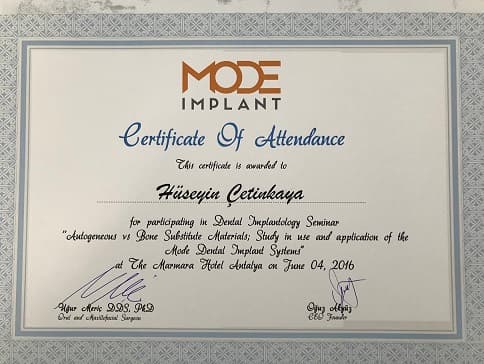 MODE
IMPLANT
Certificate Of Attendance
This certificate is awarded to
Hüseyin Çetinkaya
for participating in Dental Implantology Seminar
"Autogeneous vs Bone Substitute Materials; Study in use and application of the
Mode Dental Implant Systems"
at The Marmara Hotel Antalya on June 04, 2016
Uğur Meriç DDS, PhD Oğuz Akyüz
Oral and Maxillofacial Surgeon CEO Founder